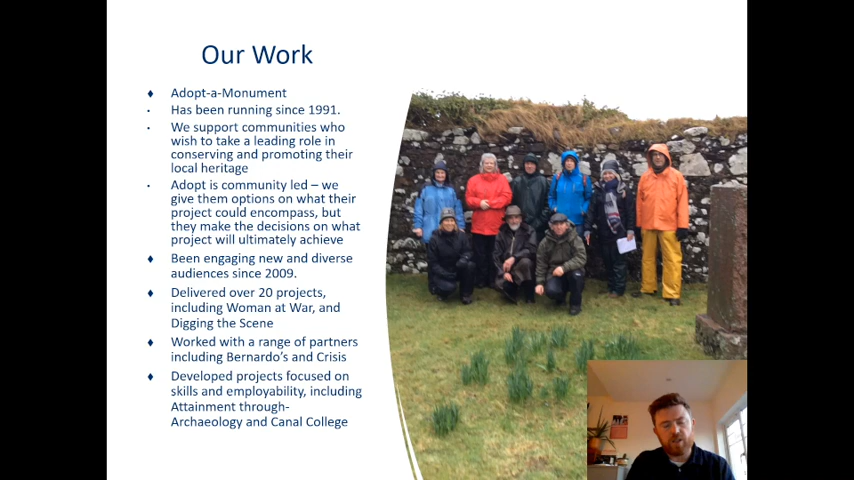 Our Work
Adopt-a-Monument
Has been running since 1991.
We support communities who
wish to take a leading role in
conserving and promoting their
local heritage
Adopt is community led – we
give them options on what their
project could encompass, but
they make the decisions on what
project will ultimately achieve
Been engaging new and diverse
audiences since 2009.
Delivered over 20 projects,
including Woman at War, and
Digging the Scene
Worked with a range of partners
including Bernardo's and Crisis
Developed projects focused on
skills and employability, including
Attainment through-
Archaeology and Canal College